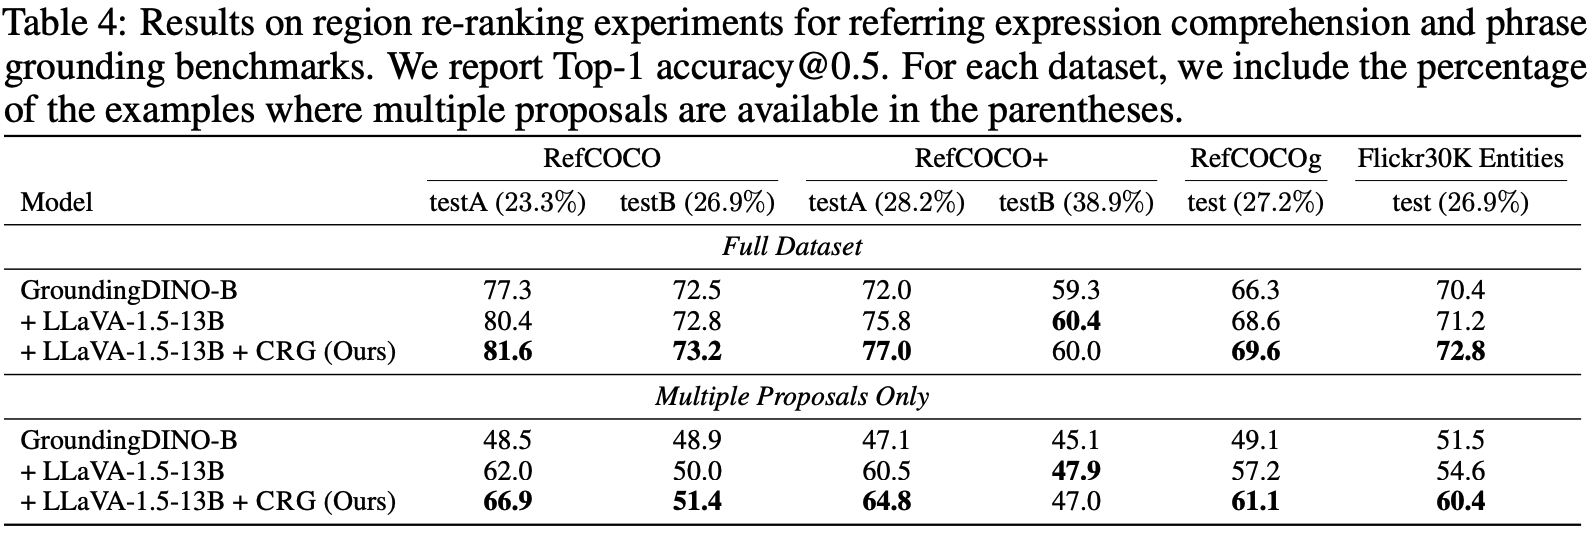 Table 4: Results on region re-ranking experiments for referring expression comprehension and phrase
grounding benchmarks. We report Top-1 accuracy@0.5. For each dataset, we include the percentage
of the examples where multiple proposals are available in the parentheses.
RefCOCO RefCOCO+ RefCOCOg Flickr30K Entities
Model testA (23.3%) testB (26.9%) testA (28.2%) testB (38.9%) test (27.2%) test (26.9%)
Full Dataset
GroundingDINO-B 77.3 72.5 72.0 59.3 66.3 70.4
+ LLaVA-1.5-13B 80.4 72.8 75.8 60.4 68.6 71.2
+ LLaVA-1.5-13B + CRG (Ours) 81.6 73.2 77.0 60.0 69.6 72.8
Multiple Proposals Only
GroundingDINO-B 48.5 48.9 47.1 45.1 49.1 51.5
+ LLaVA-1.5-13B 62.0 50.0 60.5 47.9 57.2 54.6
+ LLaVA-1.5-13B + CRG (Ours) 66.9 51.4 64.8 47.0 61.1 60.4